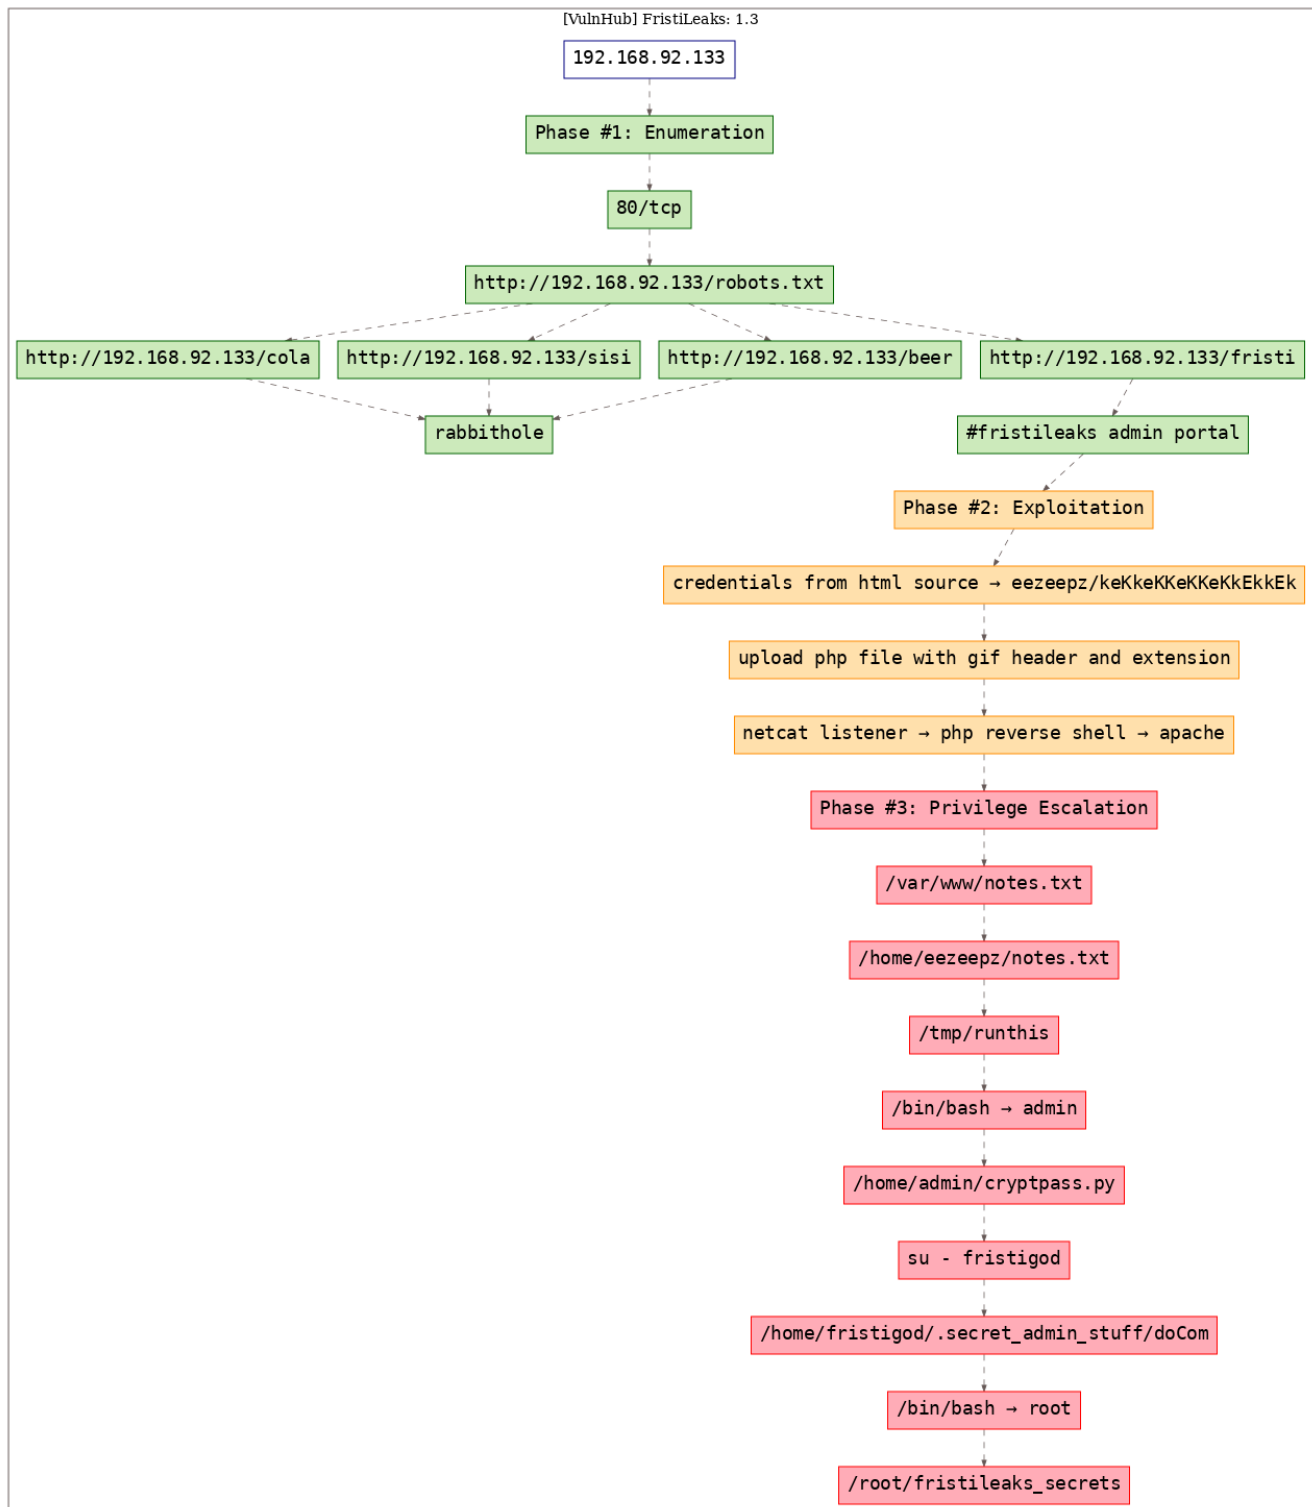 [VulnHub] FristiLeaks: 1.3
192.168.92.133
Phase #1: Enumeration
80/tcp
http://192.168.92.133/robots.txt
http://192.168.92.133/cola
http://192.168.92.133/sisi
http://192.168.92.133/beer
http://192.168.92.133/fristi
rabbithole
#fristileaks admin portal
Phase #2: Exploitation
credentials from html source → eezeepz/keKkeKKeKKeKkEkkEk
upload php file with gif header and extension
netcat listener → php reverse shell → apache
Phase #3: Privilege Escalation
/var/www/notes.txt
/home/eezeepz/notes.txt
/tmp/runthis
/bin/bash → admin
/home/admin/cryptpass.py
su - fristigod
/home/fristigod/.secret_admin_stuff/doCom
/bin/bash → root
/root/fristileaks_secrets